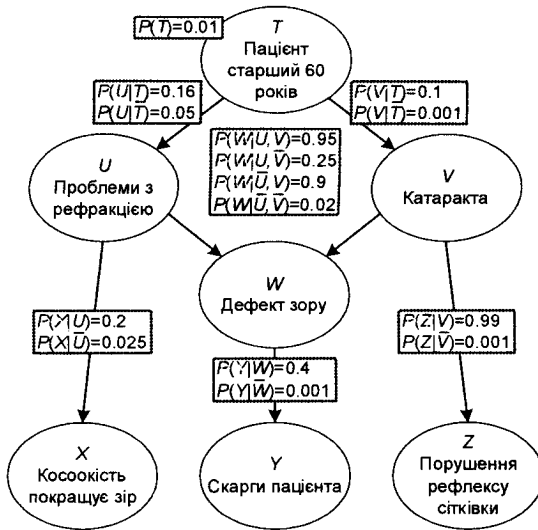 P(T)=0.01
T
Пацієнт
старший 60
років
P(U|T)=0.16
P(U|T̅)=0.05
P(V|T)=0.1
P(V|T̅)=0.001
P(W|U, V)=0.95
P(W|U, V̅)=0.25
P(W|U̅, V)=0.9
P(W|U̅, V̅)=0.02
U
Проблеми з
рефракцією
V
Катаракта
W
Дефект зору
P(X|U)=0.2
P(X|U̅)=0.025
P(Y|W)=0.4
P(Y|W̅)=0.001
P(Z|V)=0.99
P(Z|V̅)=0.001
X
Косоокість
покращує зір
Y
Скарги пацієнта
Z
Порушення
рефлексу
сітківки